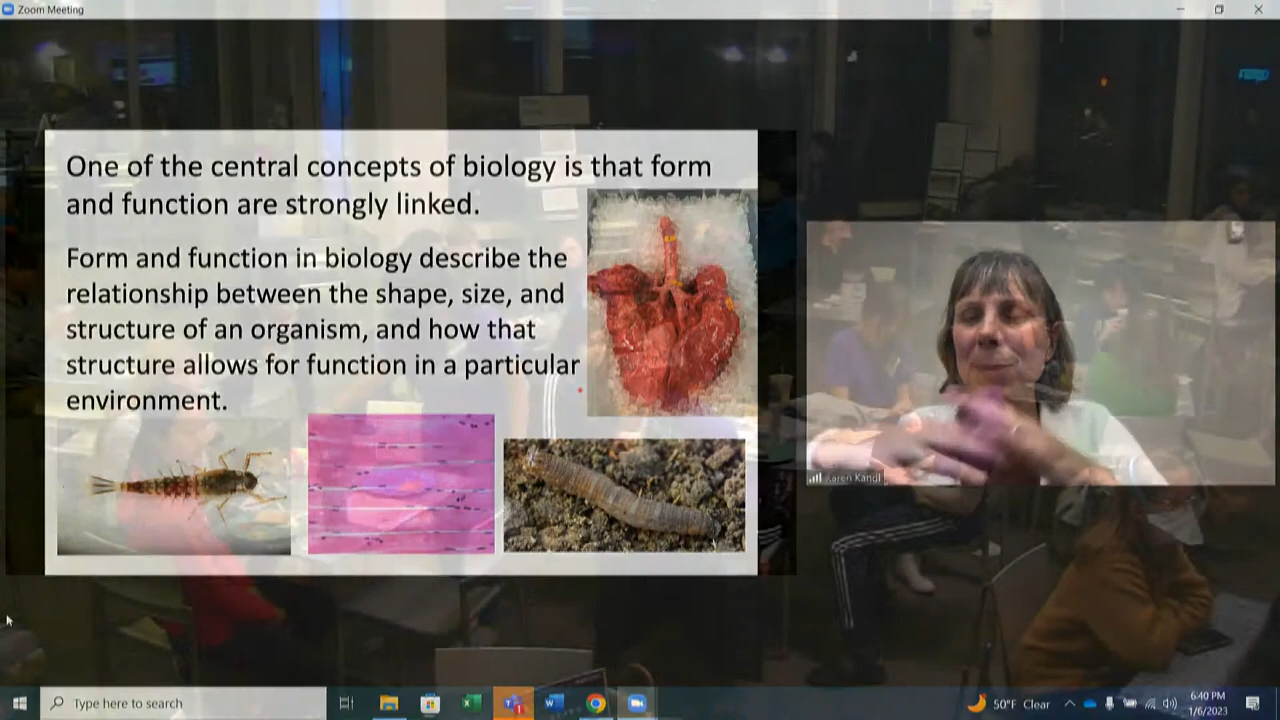 Zoom Meeting
One of the central concepts of biology is that form
and function are strongly linked.
Form and function in biology describe the
relationship between the shape, size, and
structure of an organism, and how that
structure allows for function in a particular
environment.
Karen Kandl
Type here to search
50°F Clear
6:40 PM
1/6/2023